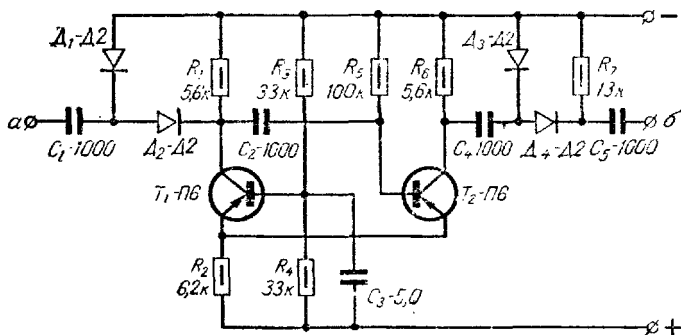 Д₁-Д2
Д₃-Д2
−
R₁
5,6к
R₃
33к
R₅
100к
R₆
5,6к
R₇
13к
а
C₁-1000
Д₂-Д2
C₂-1000
C₄-1000
Д₄-Д2
C₅-1000
б
T₁-П6
T₂-П6
R₂
6,2к
R₄
33к
C₃-5,0
+